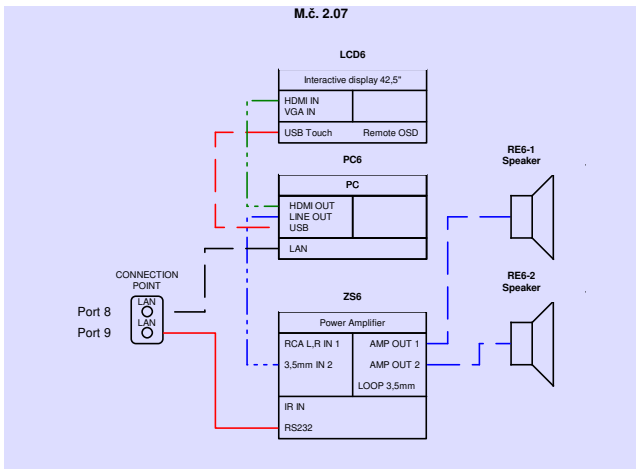 M.č. 2.07
LCD6
Interactive display 42,5"
HDMI IN
VGA IN
USB Touch Remote OSD
RE6-1
Speaker
PC6
PC
HDMI OUT
LINE OUT
USB
LAN
CONNECTION
POINT
LAN
Port 8
LAN
Port 9
RE6-2
Speaker
ZS6
Power Amplifier
RCA L,R IN 1 AMP OUT 1
3,5mm IN 2 AMP OUT 2
LOOP 3,5mm
IR IN
RS232